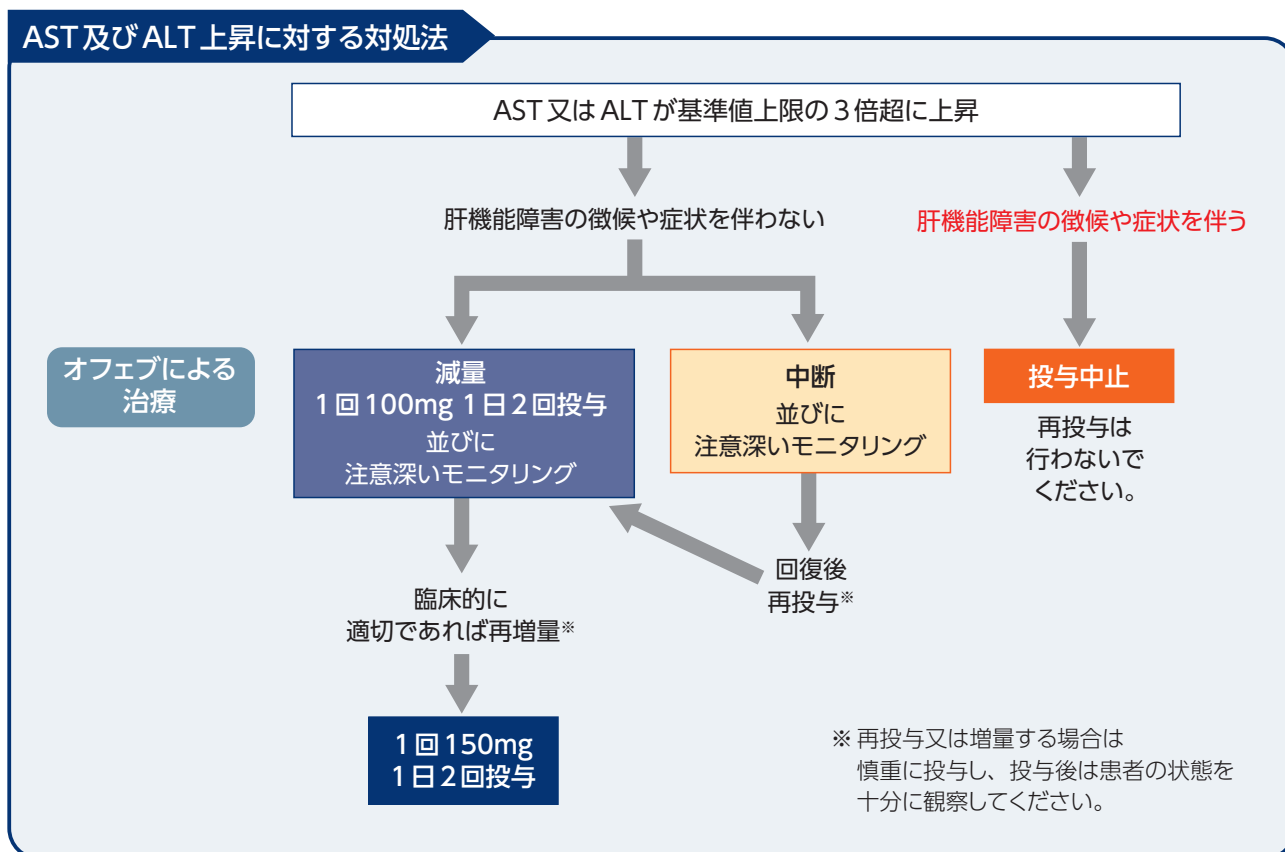 AST及びALT上昇に対する対処法
AST又はALTが基準値上限の3倍超に上昇
肝機能障害の徴候や症状を伴わない
肝機能障害の徴候や症状を伴う
オフェブによる
治療
減量
1回100mg 1日2回投与
並びに
注意深いモニタリング
中断
並びに
注意深いモニタリング
投与中止
再投与は
行わないで
ください。
回復後
再投与※
臨床的に
適切であれば再増量※
1回150mg
1日2回投与
※ 再投与又は増量する場合は
慎重に投与し、投与後は患者の状態を
十分に観察してください。